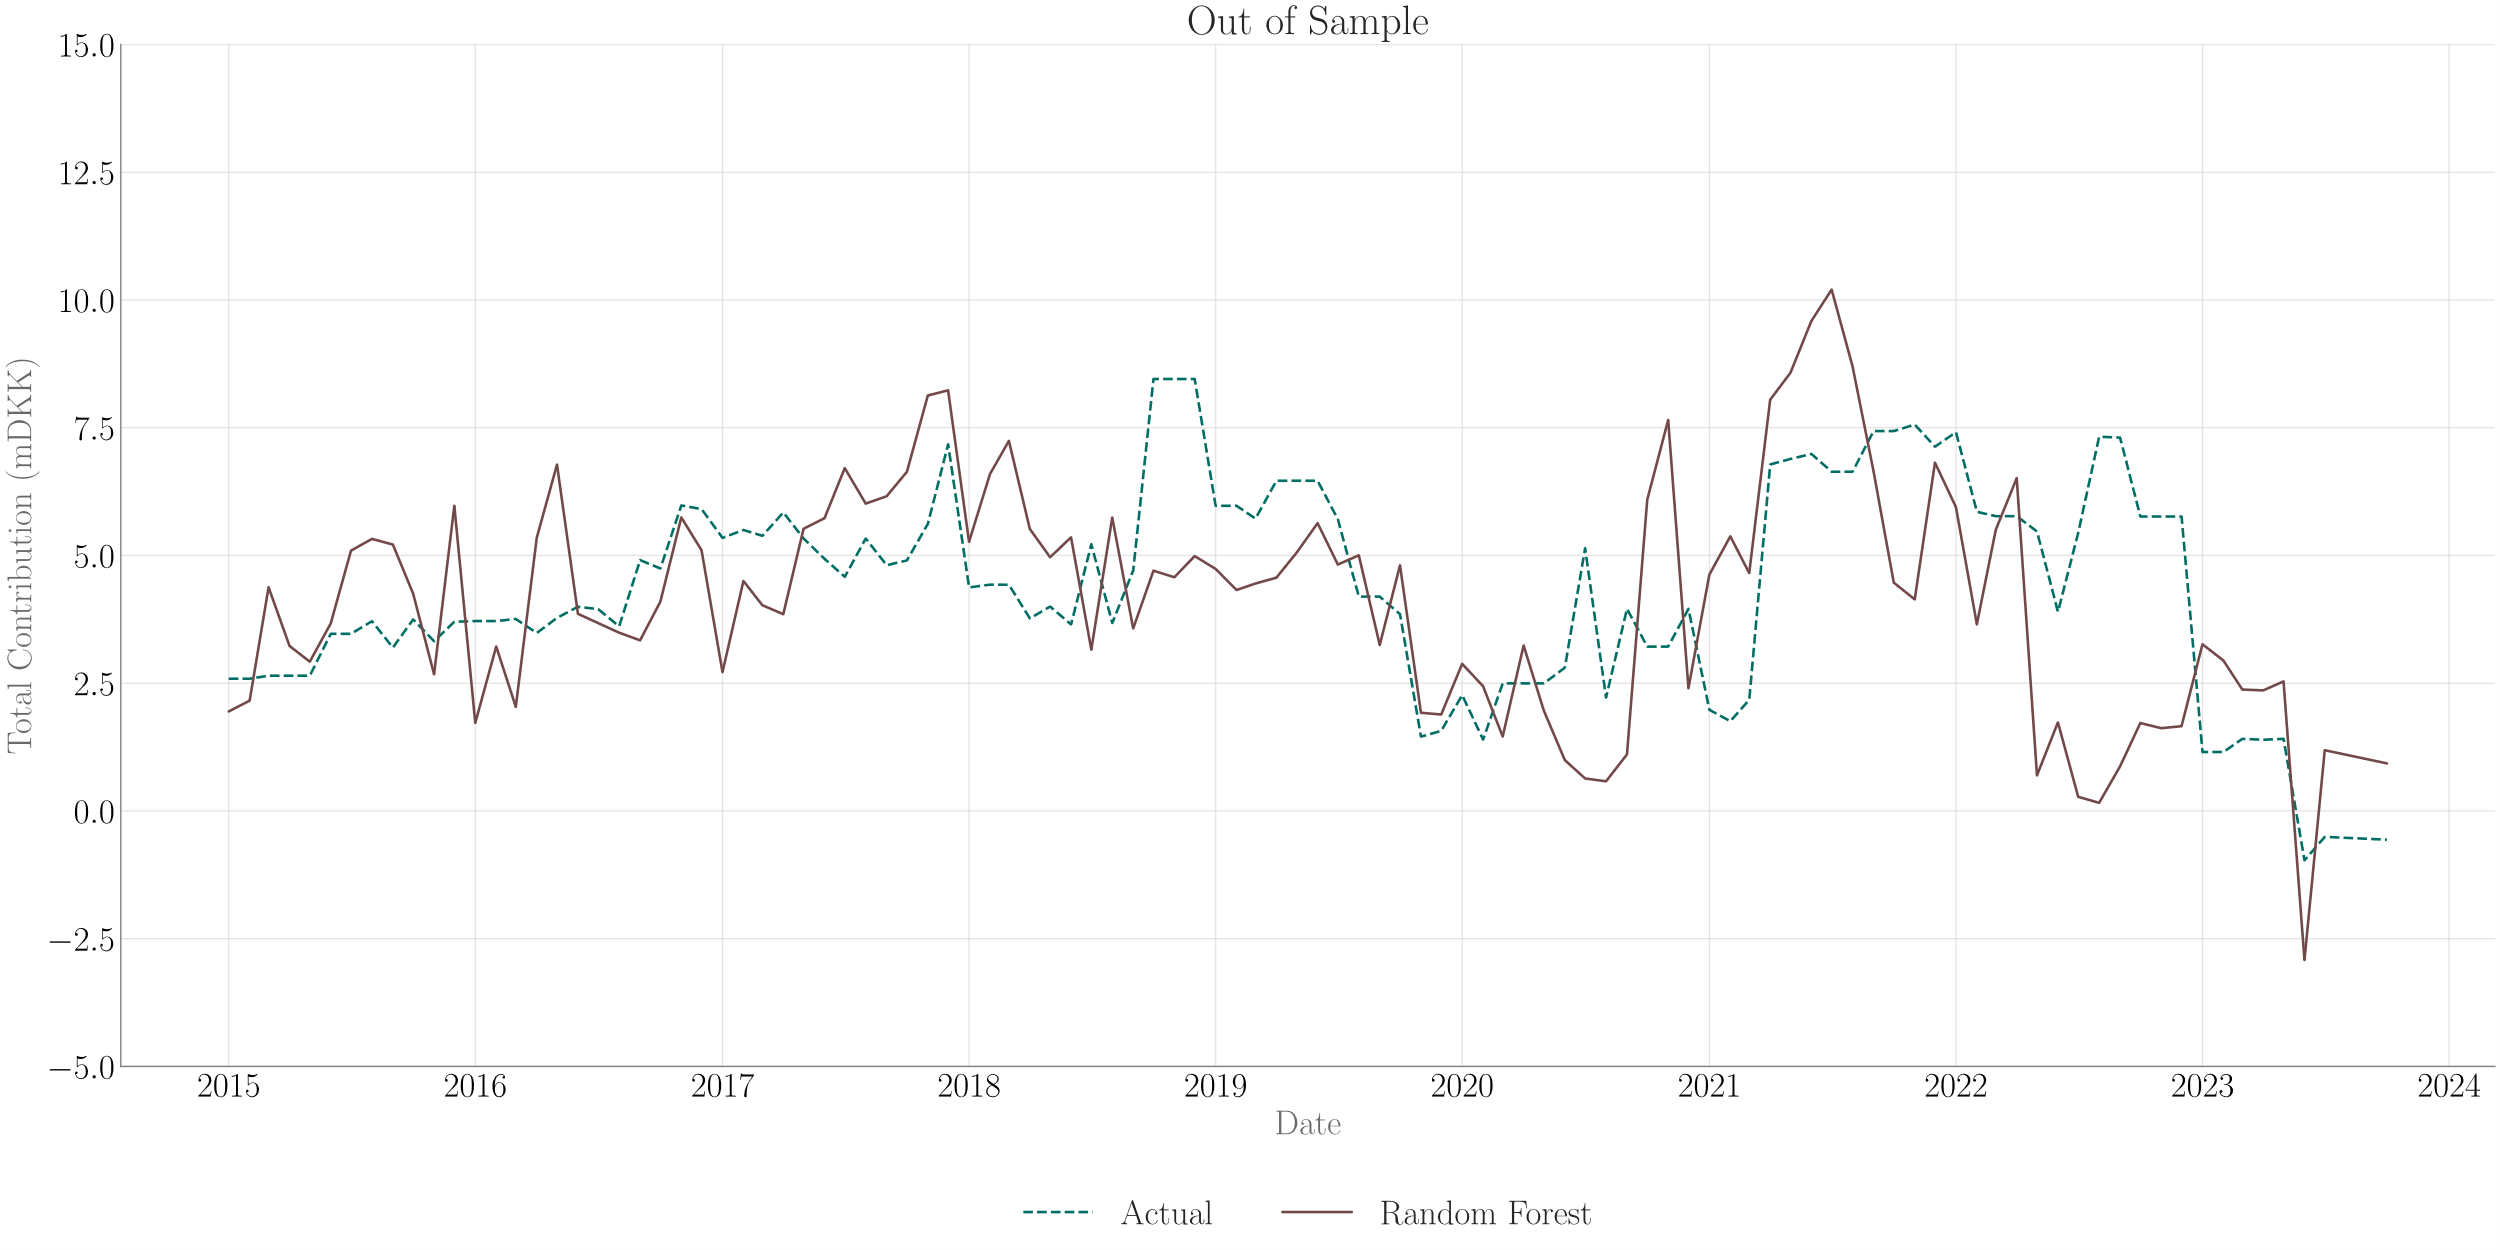 Out of Sample
15.0
12.5
10.0
7.5
5.0
2.5
0.0
−2.5
−5.0
Total Contribution (mDKK)
2015 2016 2017 2018 2019 2020 2021 2022 2023 2024
Date
Actual Random Forest